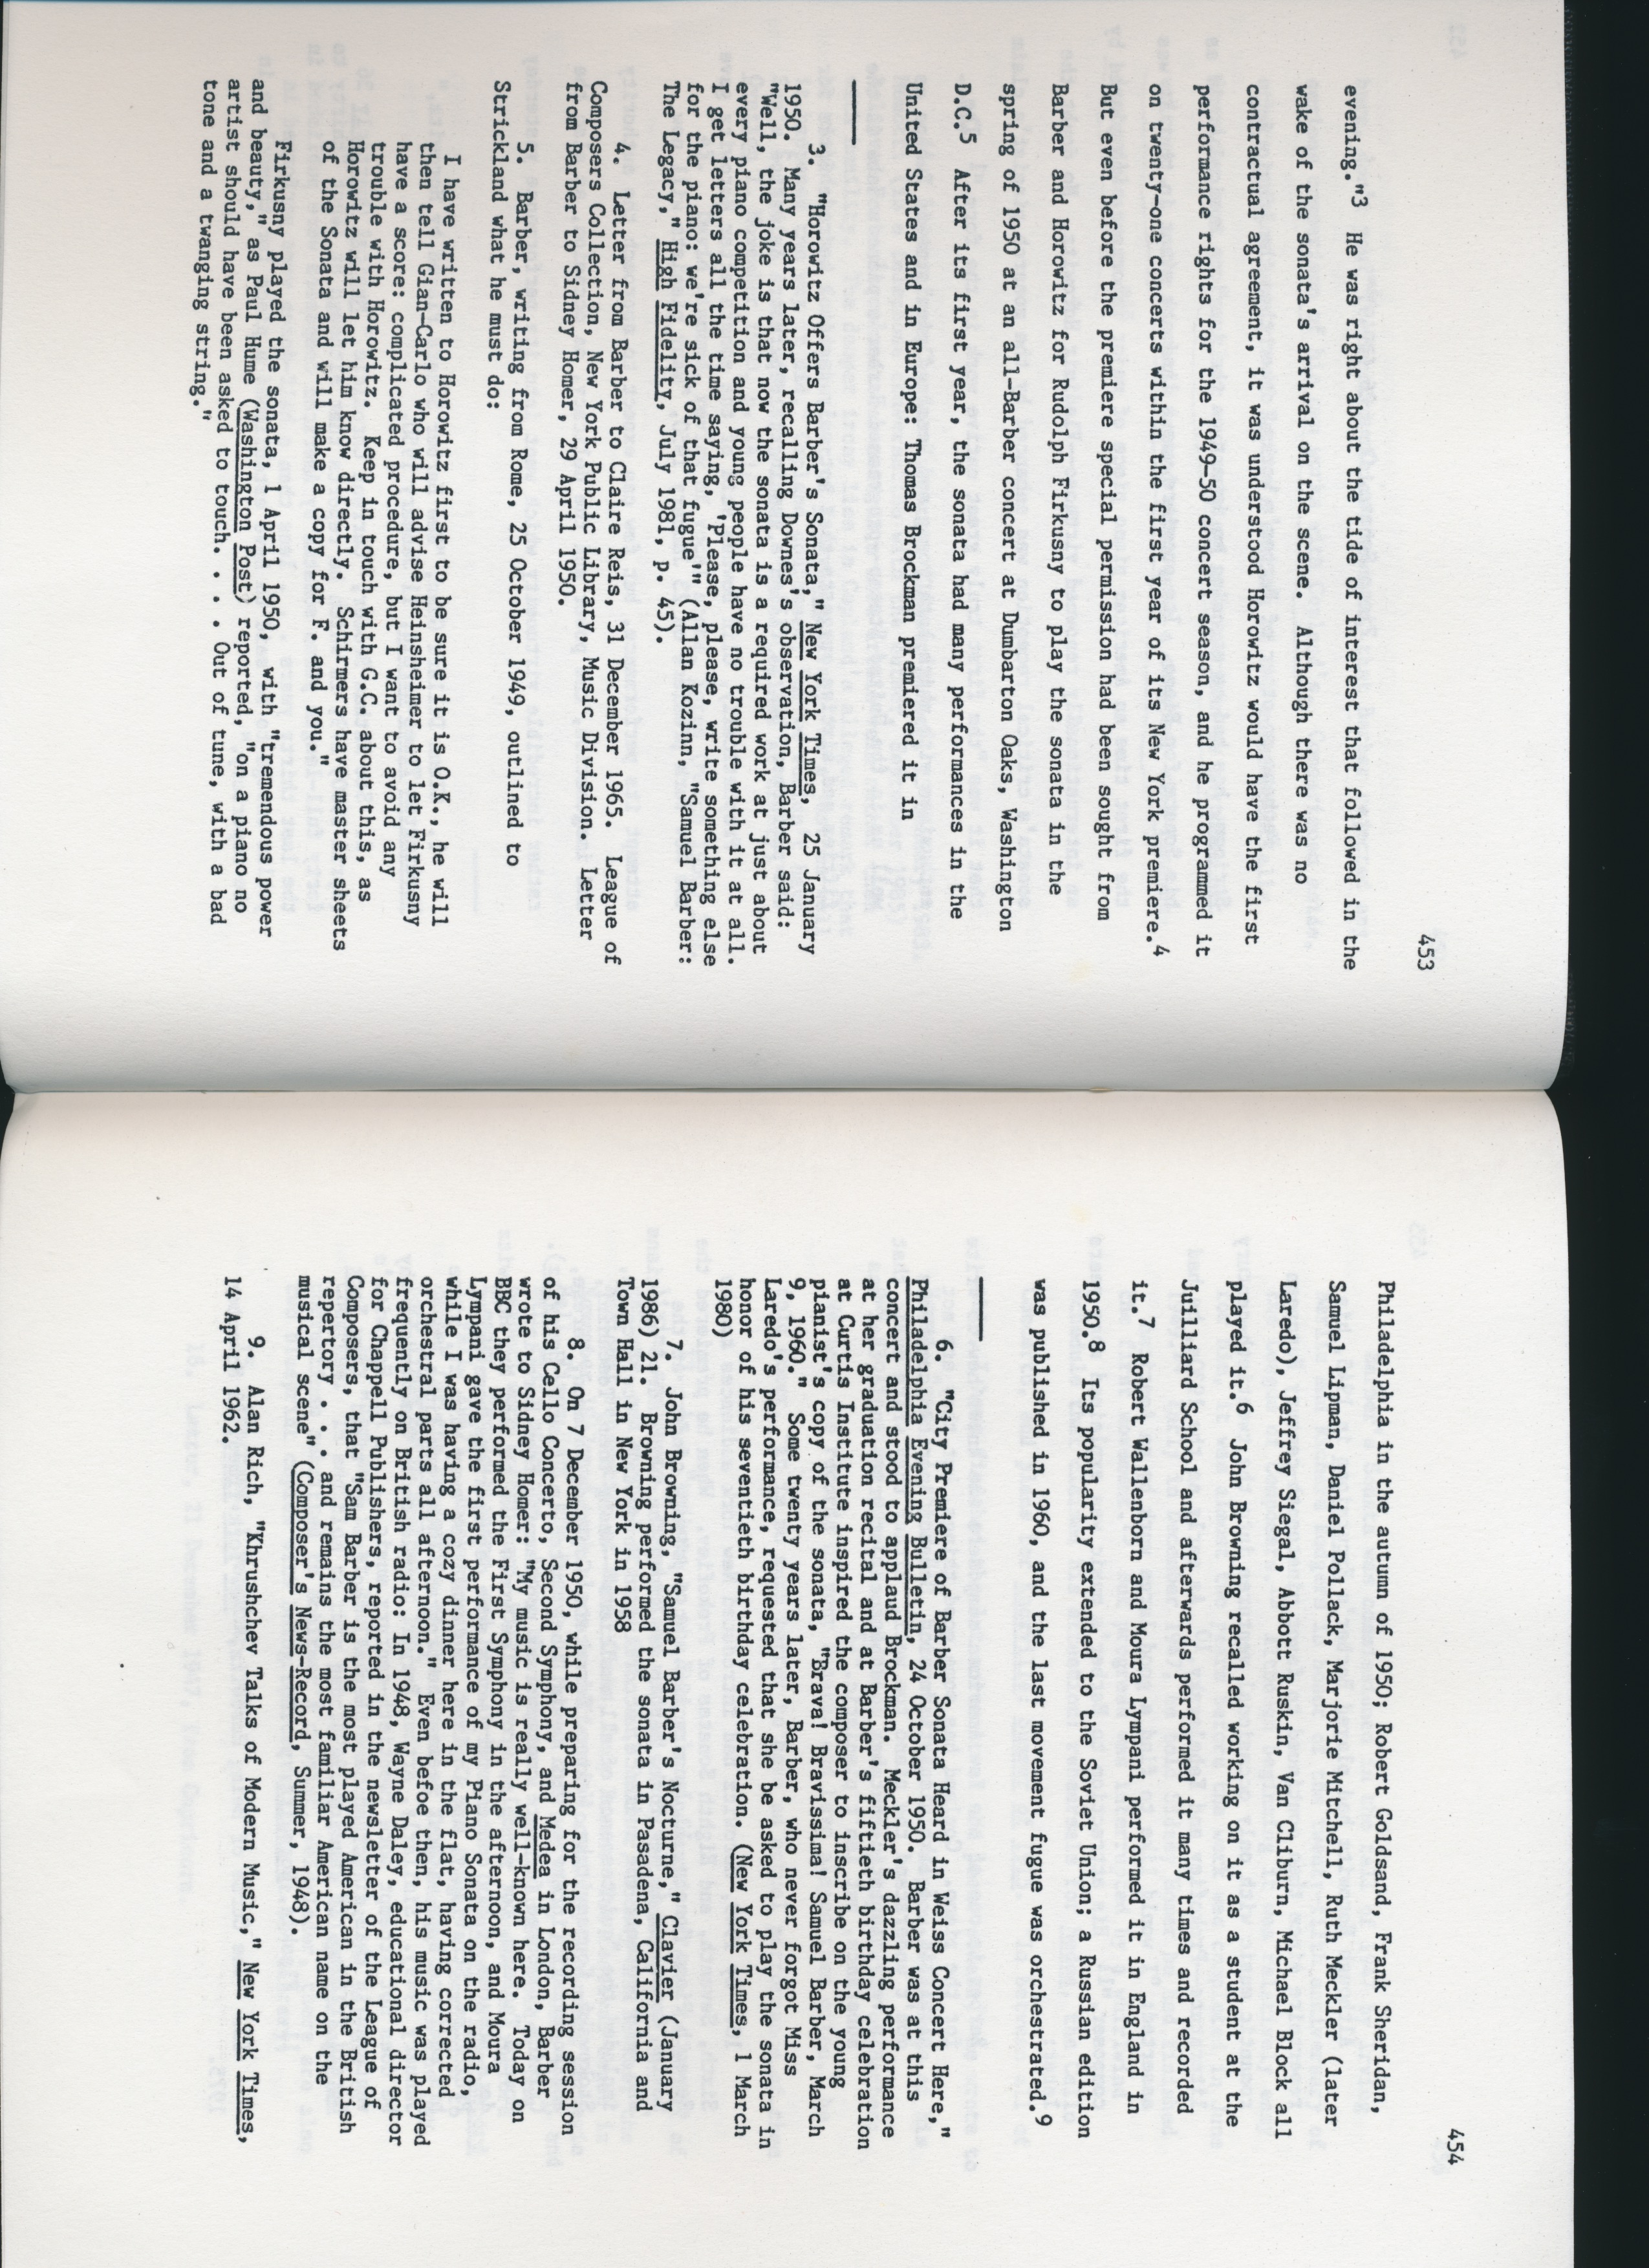 453
evening."3 He was right about the tide of interest that followed in the
wake of the sonata's arrival on the scene. Although there was no
contractual agreement, it was understood Horowitz would have the first
performance rights for the 1949-50 concert season, and he programmed it
on twenty-one concerts within the first year of its New York premiere.4
But even before the premiere special permission had been sought from
Barber and Horowitz for Rudolph Firkusny to play the sonata in the
spring of 1950 at an all-Barber concert at Dumbarton Oaks, Washington
D.C.5 After its first year, the sonata had many performances in the
United States and in Europe: Thomas Brockman premiered it in
3. "Horowitz Offers Barber's Sonata," New York Times, 25 January
1950. Many years later, recalling Downes's observation, Barber said:
"Well, the joke is that now the sonata is a required work at just about
every piano competition and young people have no trouble with it at all.
I get letters all the time saying, 'Please, please, write something else
for the piano: we're sick of that fugue'" (Allan Kozinn, "Samuel Barber:
The Legacy," High Fidelity, July 1981, p. 45).
4. Letter from Barber to Claire Reis, 31 December 1965. League of
Composers Collection, New York Public Library, Music Division. Letter
from Barber to Sidney Homer, 29 April 1950.
5. Barber, writing from Rome, 25 October 1949, outlined to
Strickland what he must do:
I have written to Horowitz first to be sure it is O.K., he will
then tell Gian-Carlo who will advise Heinsheimer to let Firkusny
have a score: complicated procedure, but I want to avoid any
trouble with Horowitz. Keep in touch with G.C. about this, as
Horowitz will let him know directly. Schirmers have master sheets
of the Sonata and will make a copy for F. and you."
Firkusny played the sonata, 1 April 1950, with "tremendous power
and beauty," as Paul Hume (Washington Post) reported, "on a piano no
artist should have been asked to touch. . . . Out of tune, with a bad
tone and a twanging string."
454
Philadelphia in the autumn of 1950; Robert Goldsand, Frank Sheridan,
Samuel Lipman, Daniel Pollack, Marjorie Mitchell, Ruth Meckler (later
Laredo), Jeffrey Siegal, Abbott Ruskin, Van Cliburn, Michael Block all
played it.6 John Browning recalled working on it as a student at the
Juilliard School and afterwards performed it many times and recorded
it.7 Robert Wallenborn and Moura Lympani performed it in England in
1950.8 Its popularity extended to the Soviet Union; a Russian edition
was published in 1960, and the last movement fugue was orchestrated.9
6. "City Premiere of Barber Sonata Heard in Weiss Concert Here,"
Philadelphia Evening Bulletin, 24 October 1950. Barber was at this
concert and stood to applaud Brockman. Meckler's dazzling performance
at her graduation recital and at Barber's fiftieth birthday celebration
at Curtis Institute inspired the composer to inscribe on the young
pianist's copy of the sonata, "Brava! Bravissima! Samuel Barber, March
9, 1960." Some twenty years later, Barber, who never forgot Miss
Laredo's performance, requested that she be asked to play the sonata in
honor of his seventieth birthday celebration. (New York Times, 1 March
1980)
7. John Browning, "Samuel Barber's Nocturne," Clavier (January
1986) 21. Browning performed the sonata in Pasadena, California and
Town Hall in New York in 1958
8. On 7 December 1950, while preparing for the recording session
of his Cello Concerto, Second Symphony, and Medea in London, Barber
wrote to Sidney Homer: "My music is really well-known here. Today on
BBC they performed the First Symphony in the afternoon, and Moura
Lympani gave the first performance of my Piano Sonata on the radio,
while I was having a cozy dinner here in the flat, having corrected
orchestral parts all afternoon." Even befoe then, his music was played
frequently on British radio: In 1948, Wayne Daley, educational director
for Chappell Publishers, reported in the newsletter of the League of
Composers, that "Sam Barber is the most played American in the British
repertory . . . and remains the most familiar American name on the
musical scene" (Composer's News-Record, Summer, 1948).
9. Alan Rich, "Khrushchev Talks of Modern Music," New York Times,
14 April 1962.